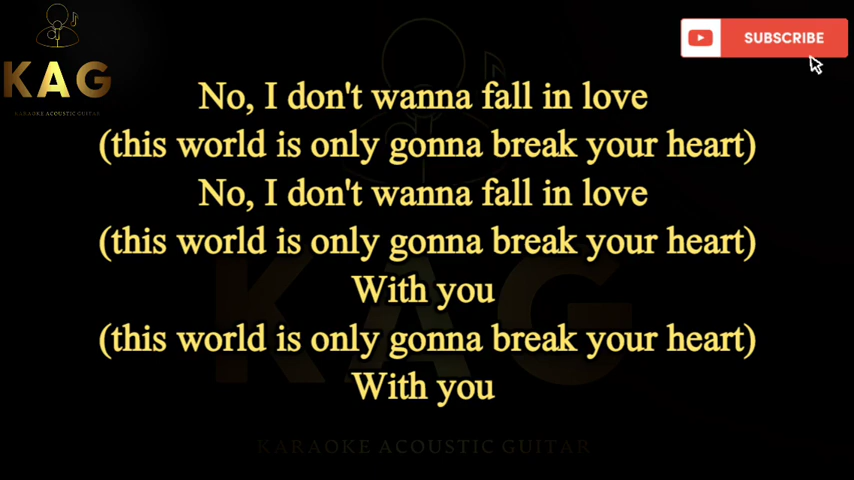 KAG
KARAOKE ACOUSTIC GUITAR
SUBSCRIBE
No, I don't wanna fall in love
(this world is only gonna break your heart)
No, I don't wanna fall in love
(this world is only gonna break your heart)
With you
(this world is only gonna break your heart)
With you
KAG
KARAOKE ACOUSTIC GUITAR